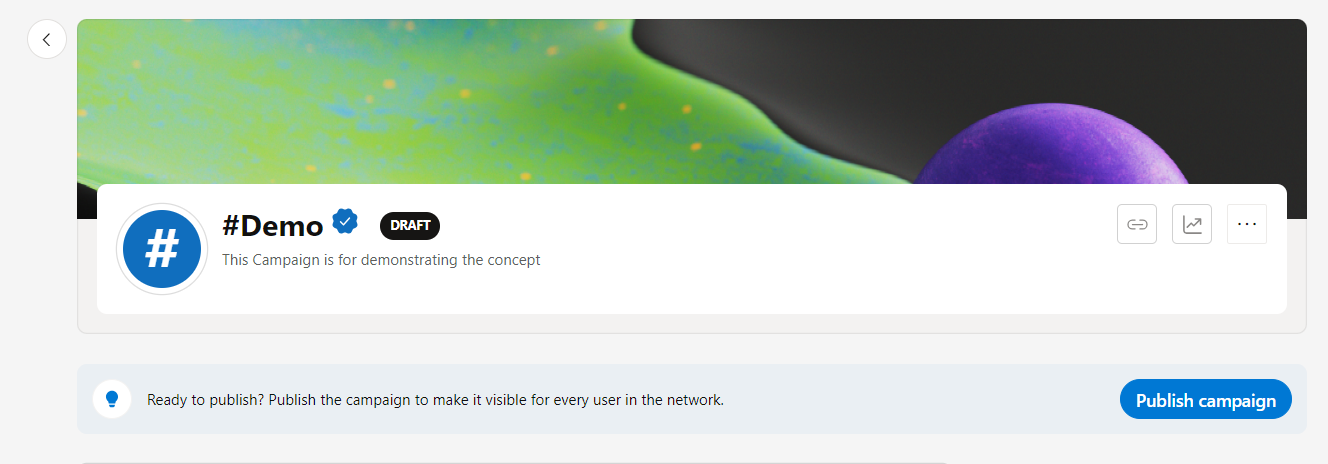 #
#Demo
DRAFT
This Campaign is for demonstrating the concept
Ready to publish? Publish the campaign to make it visible for every user in the network.
Publish campaign